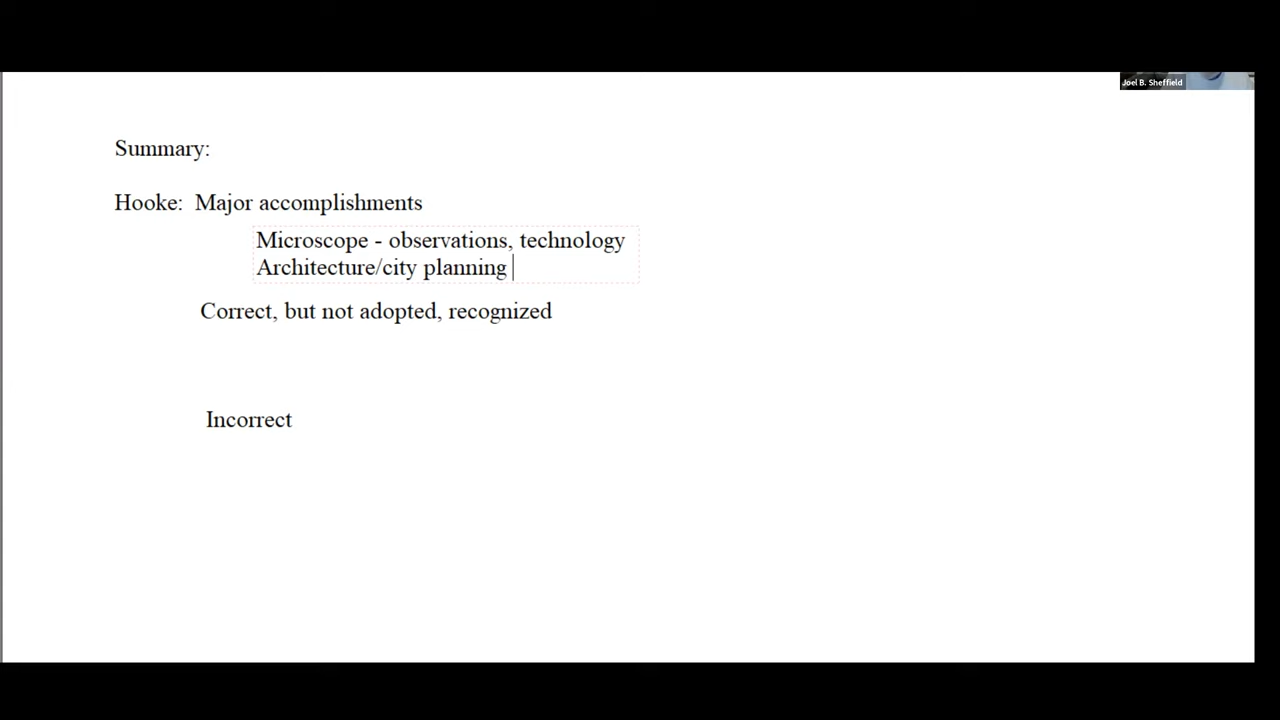 Joel B. Sheffield
Summary:
Hooke: Major accomplishments
Microscope - observations, technology
Architecture/city planning
Correct, but not adopted, recognized
Incorrect